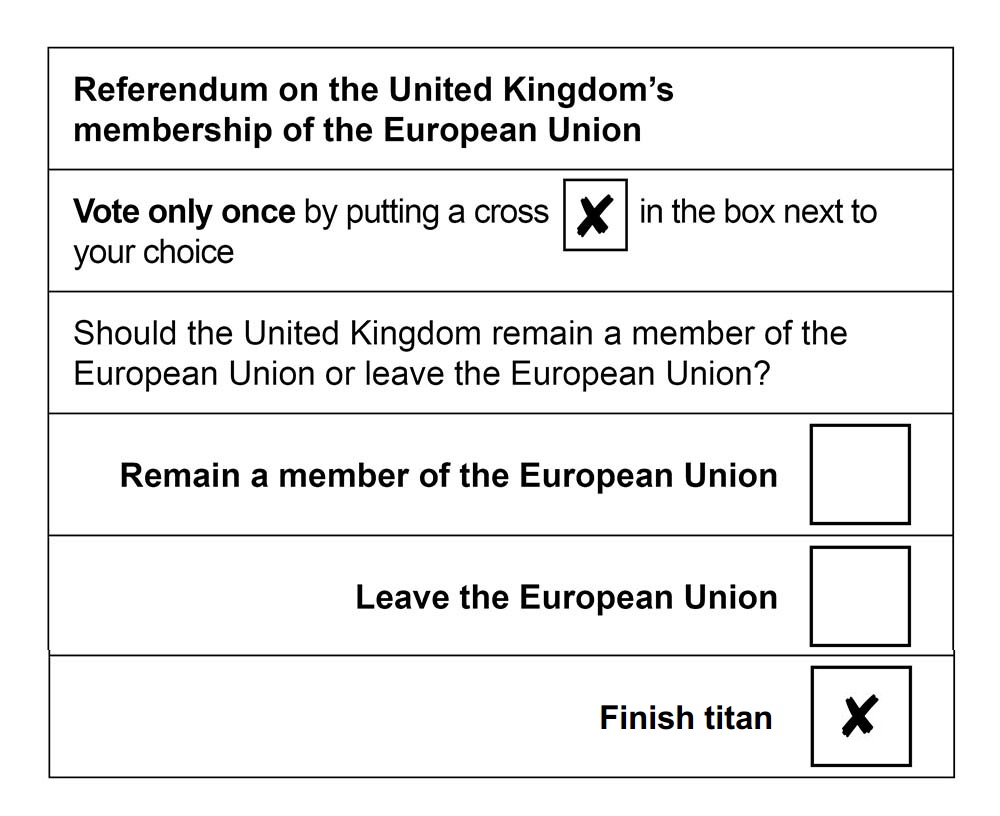 Referendum on the United Kingdom’s
membership of the European Union
Vote only once by putting a cross in the box next to
your choice
Should the United Kingdom remain a member of the
European Union or leave the European Union?
Remain a member of the European Union
Leave the European Union
Finish titan